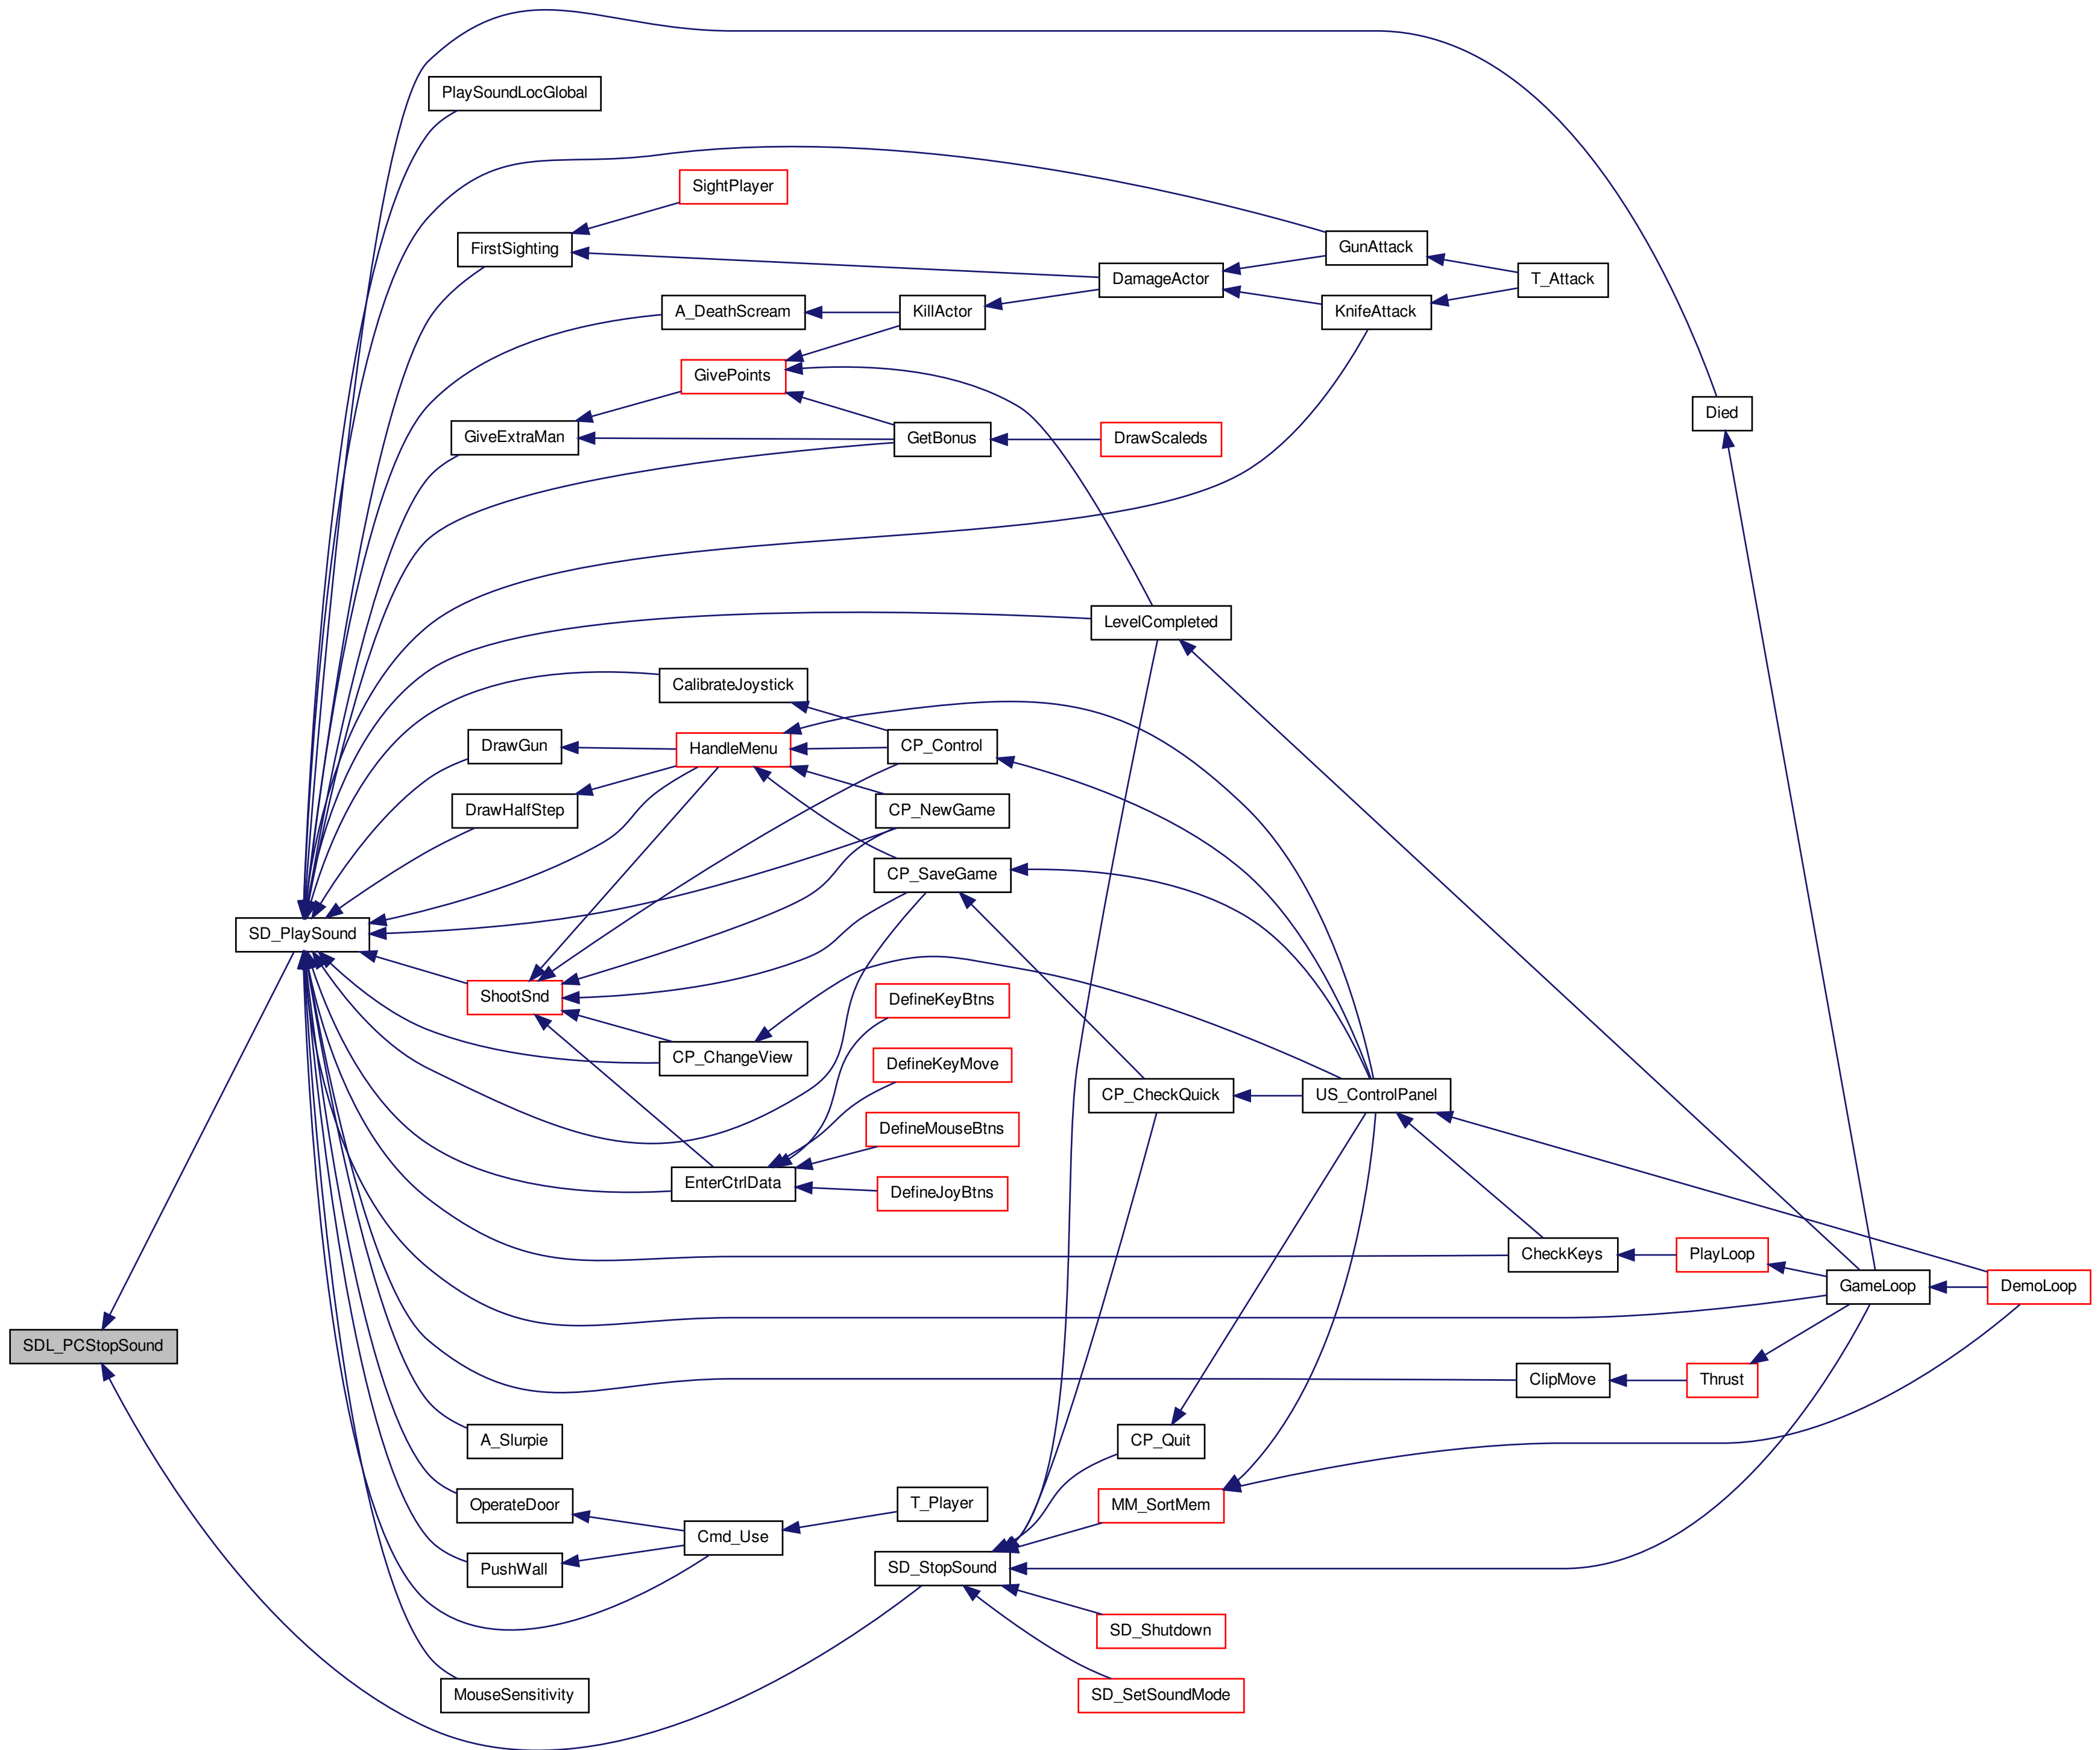 PlaySoundLocGlobal
SightPlayer
FirstSighting
GunAttack
DamageActor
T_Attack
A_DeathScream
KillActor
KnifeAttack
GivePoints
Died
GiveExtraMan
GetBonus
DrawScaleds
LevelCompleted
CalibrateJoystick
DrawGun
HandleMenu
CP_Control
DrawHalfStep
CP_NewGame
CP_SaveGame
SD_PlaySound
ShootSnd
DefineKeyBtns
CP_ChangeView
DefineKeyMove
CP_CheckQuick
US_ControlPanel
DefineMouseBtns
EnterCtrlData
DefineJoyBtns
CheckKeys
PlayLoop
GameLoop
DemoLoop
SDL_PCStopSound
ClipMove
Thrust
A_Slurpie
CP_Quit
OperateDoor
T_Player
MM_SortMem
Cmd_Use
PushWall
SD_StopSound
SD_Shutdown
MouseSensitivity
SD_SetSoundMode